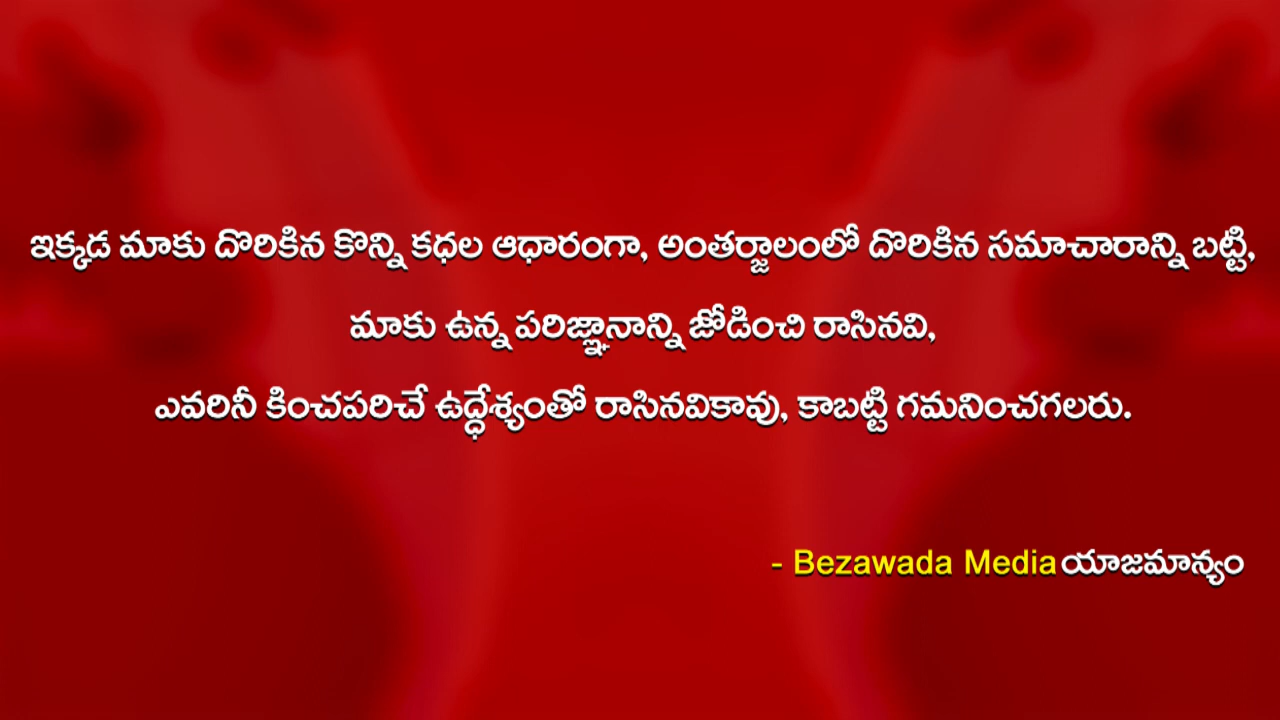 ఇక్కడ మాకు దొరికిన కొన్ని కధల ఆధారంగా, అంతర్జాలంలో దొరికిన సమాచారాన్ని బట్టి,
మాకు ఉన్న పరిజ్ఞానాన్ని జోడించి రాసినవి,
ఎవరినీ కించపరిచే ఉద్ధేశ్యంతో రాసినవికావు, కాబట్టి గమనించగలరు.
- Bezawada Media యాజమాన్యం